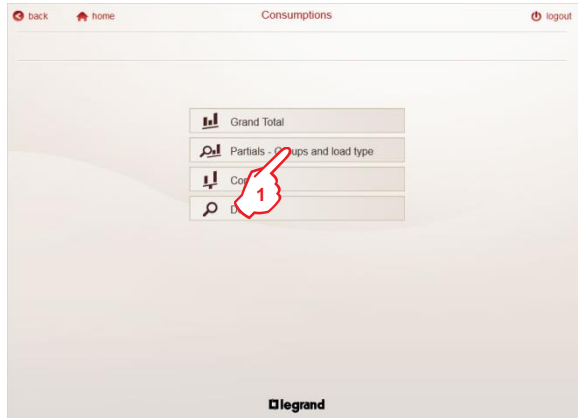 back
home
Consumptions
logout
Grand Total
Partials - G ups and load type
Co
1
D
legrand